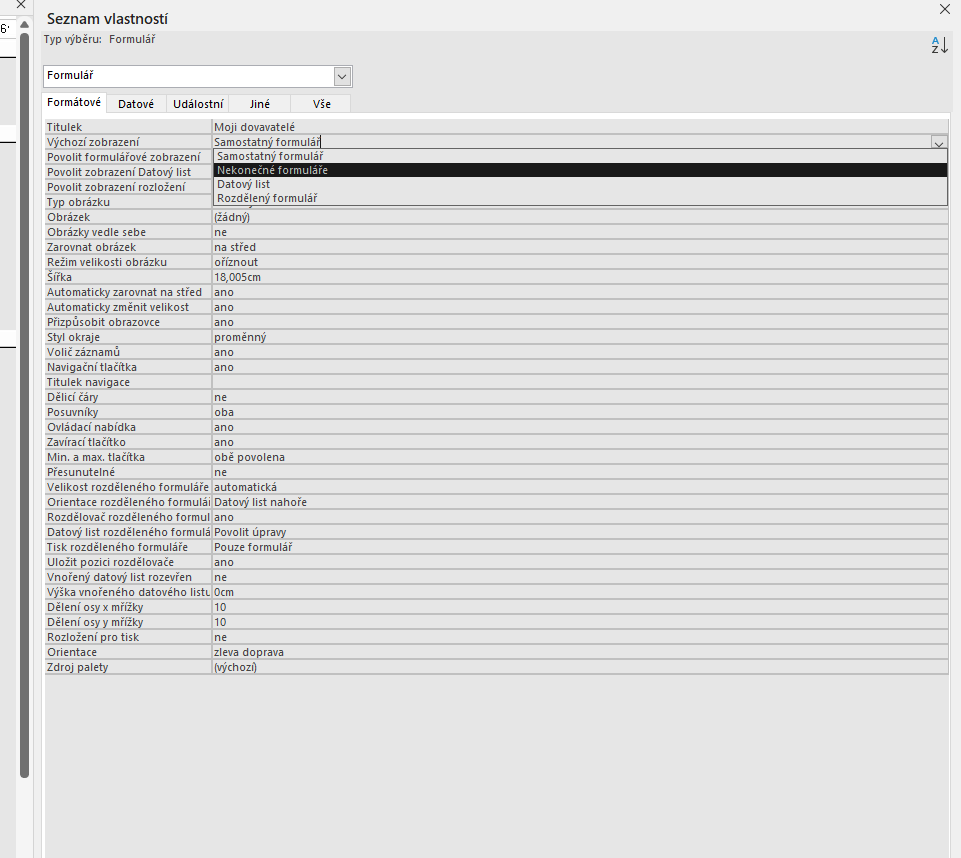 6
Seznam vlastností
Typ výběru: Formulář
A
Z
Formulář
Formátové Datové Událostní Jiné Vše
Titulek Moji dovavatelé
Výchozí zobrazení Samostatný formulář
Povolit formulářové zobrazení Samostatný formulář
Nekonečné formuláře
Povolit zobrazení Datový list Datový list
Povolit zobrazení rozložení Rozdělený formulář
Typ obrázku
Obrázek (žádný)
Obrázky vedle sebe ne
Zarovnat obrázek na střed
Režim velikosti obrázku oříznout
Šířka 18,005cm
Automaticky zarovnat na střed ano
Automaticky změnit velikost ano
Přizpůsobit obrazovce ano
Styl okraje proměnný
Volič záznamů ano
Navigační tlačítka ano
Titulek navigace
Dělicí čáry ne
Posuvníky oba
Ovládací nabídka ano
Zavírací tlačítko ano
Min. a max. tlačítka obě povolena
Přesunutelné ne
Velikost rozděleného formuláře automatická
Orientace rozděleného formulář Datový list nahoře
Rozdělovač rozděleného formul ano
Datový list rozděleného formulá Povolit úpravy
Tisk rozděleného formuláře Pouze formulář
Uložit pozici rozdělovače ano
Vnořený datový list rozevřen ne
Výška vnořeného datového listu 0cm
Dělení osy x mřížky 10
Dělení osy y mřížky 10
Rozložení pro tisk ne
Orientace zleva doprava
Zdroj palety (výchozí)